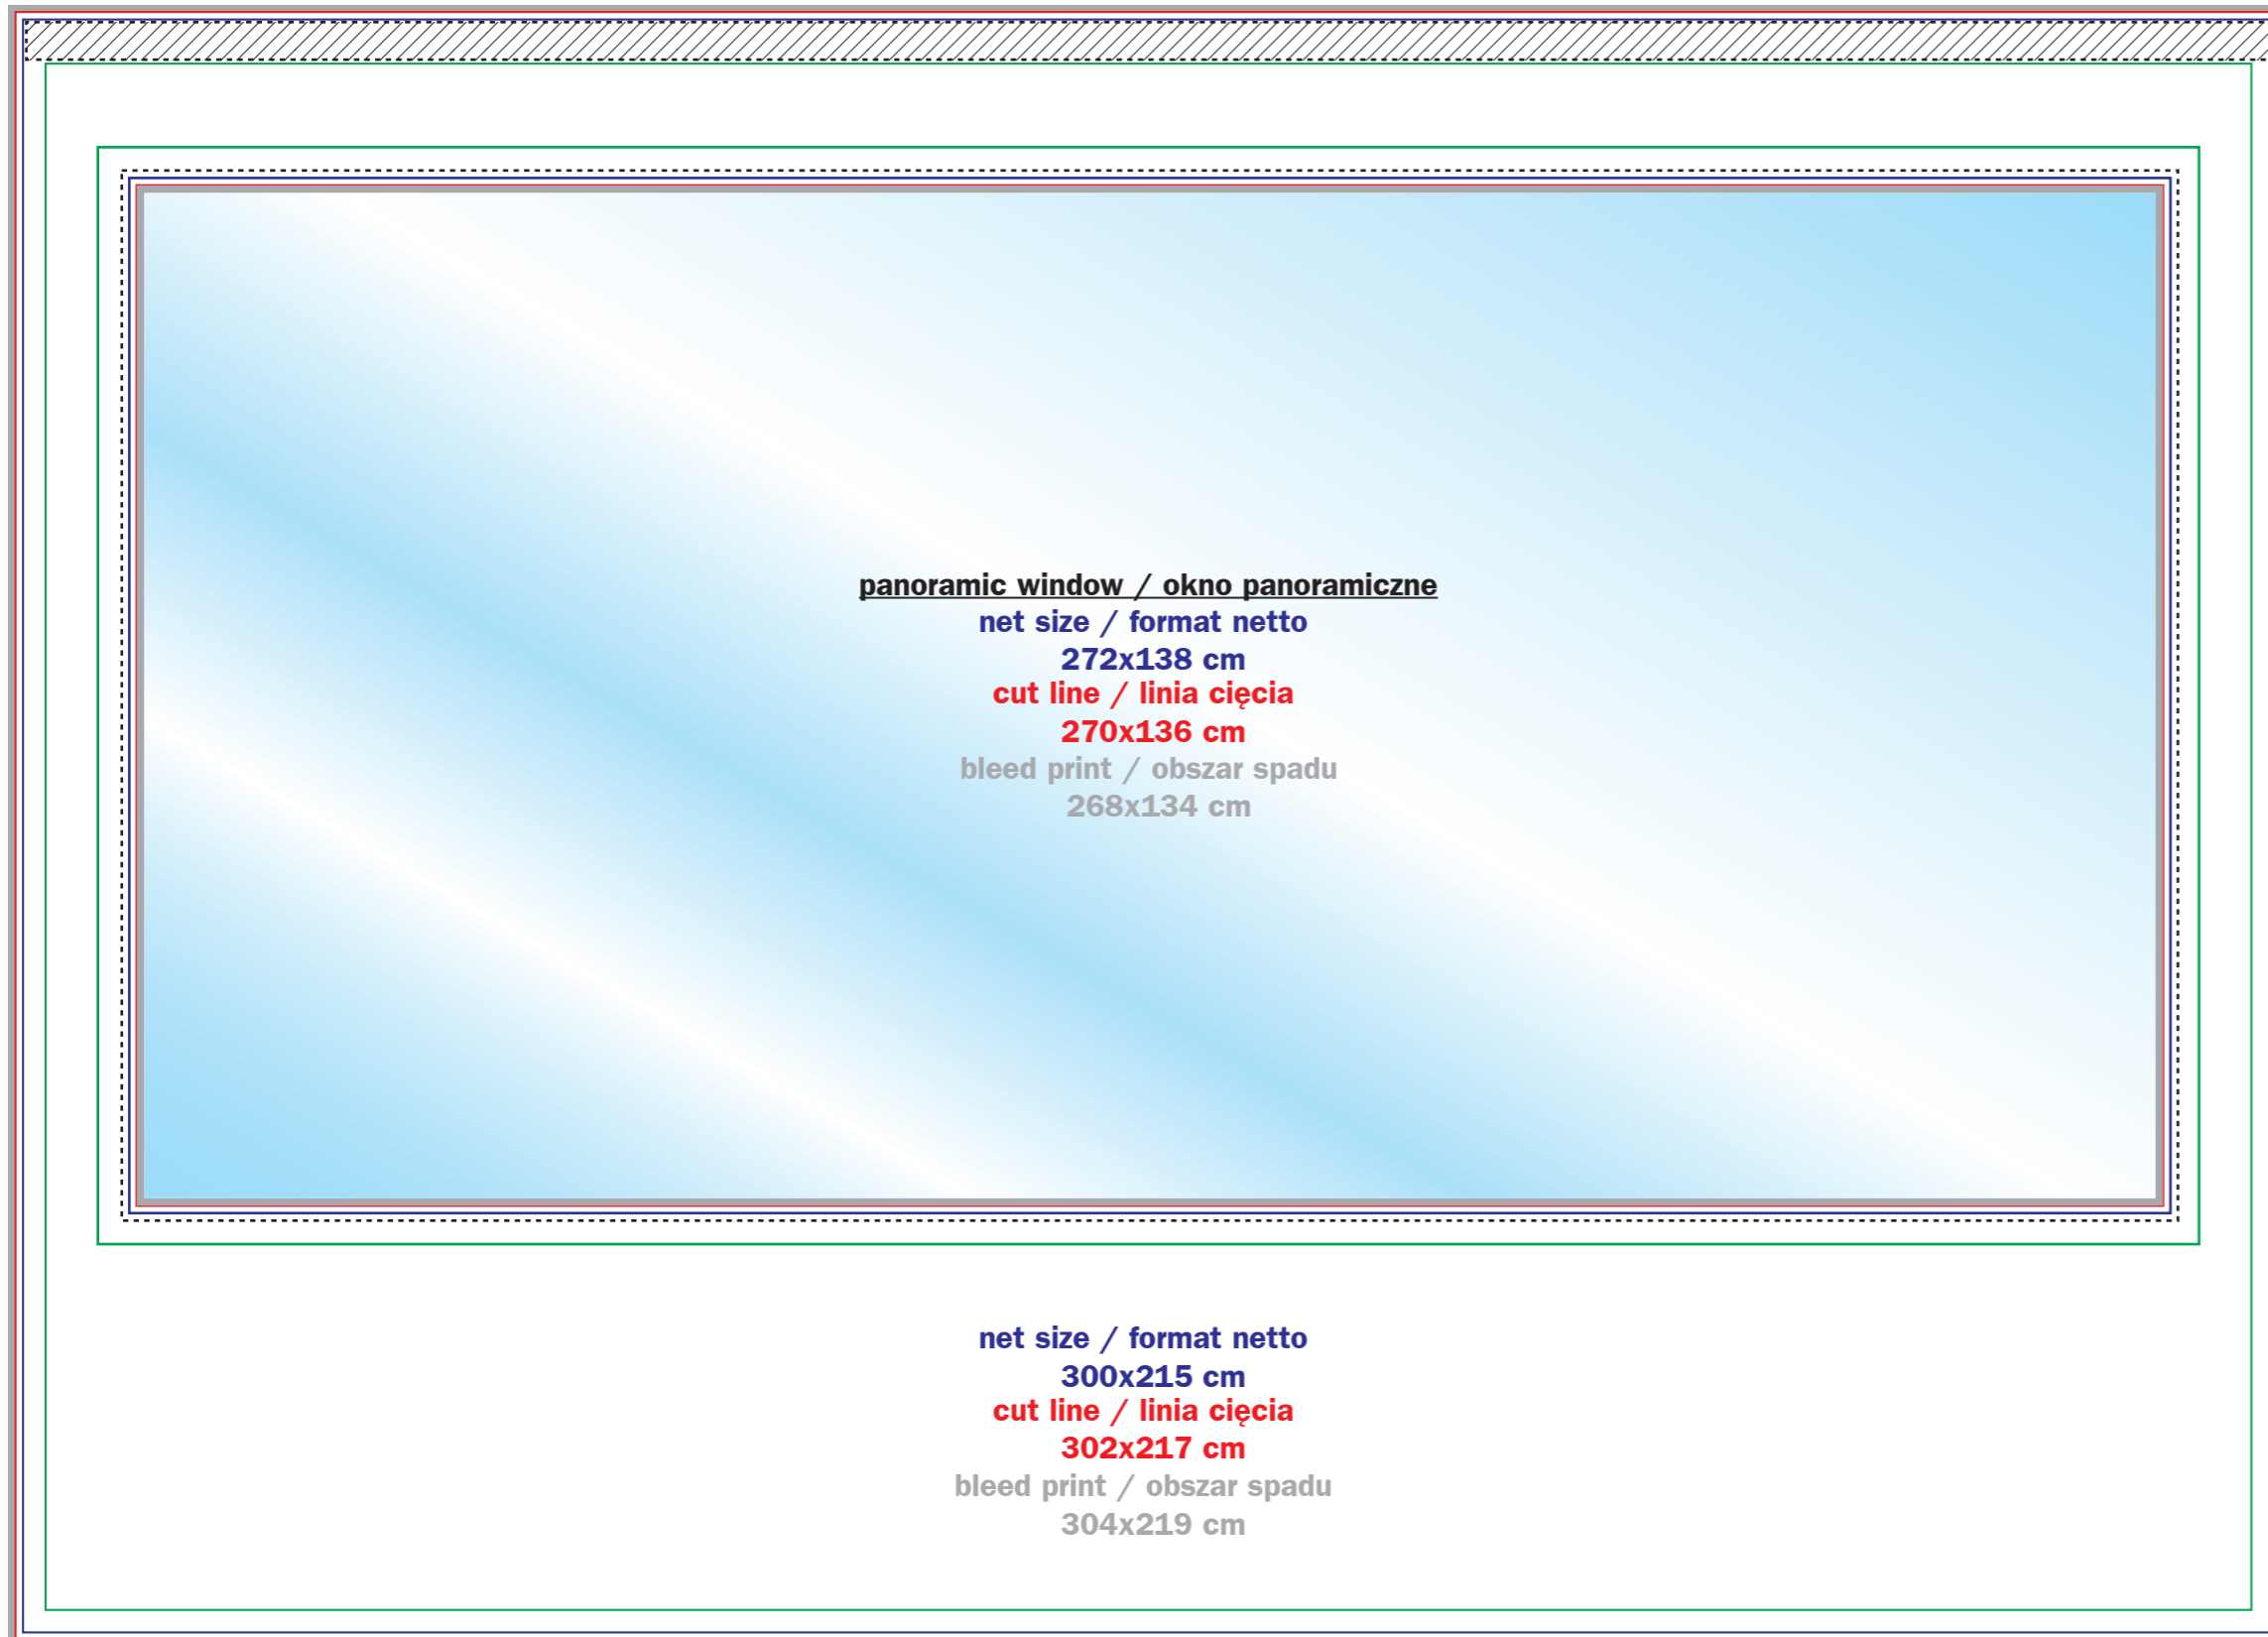 panoramic window / okno panoramiczne
net size / format netto
272x138 cm
cut line / linia cięcia
270x136 cm
bleed print / obszar spadu
268x134 cm
net size / format netto
300x215 cm
cut line / linia cięcia
302x217 cm
bleed print / obszar spadu
304x219 cm